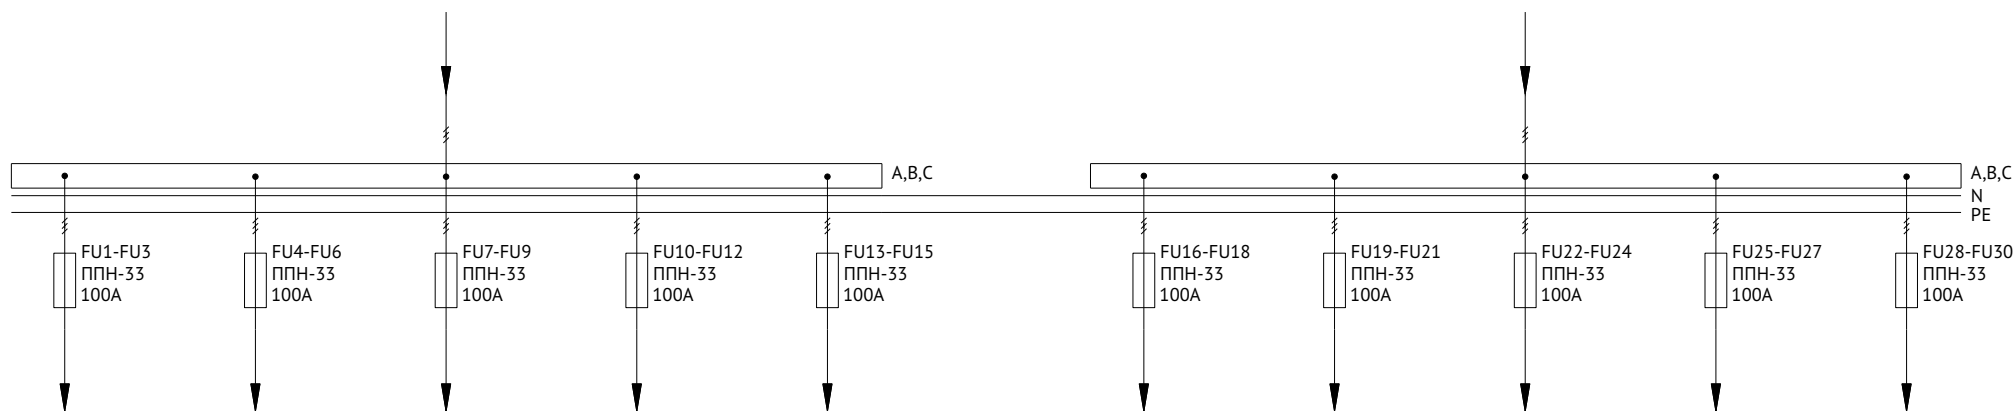 A,B,C
A,B,C
N
PE
FU1-FU3
ППН-33
100А
FU4-FU6
ППН-33
100А
FU7-FU9
ППН-33
100А
FU10-FU12
ППН-33
100А
FU13-FU15
ППН-33
100А
FU16-FU18
ППН-33
100А
FU19-FU21
ППН-33
100А
FU22-FU24
ППН-33
100А
FU25-FU27
ППН-33
100А
FU28-FU30
ППН-33
100А